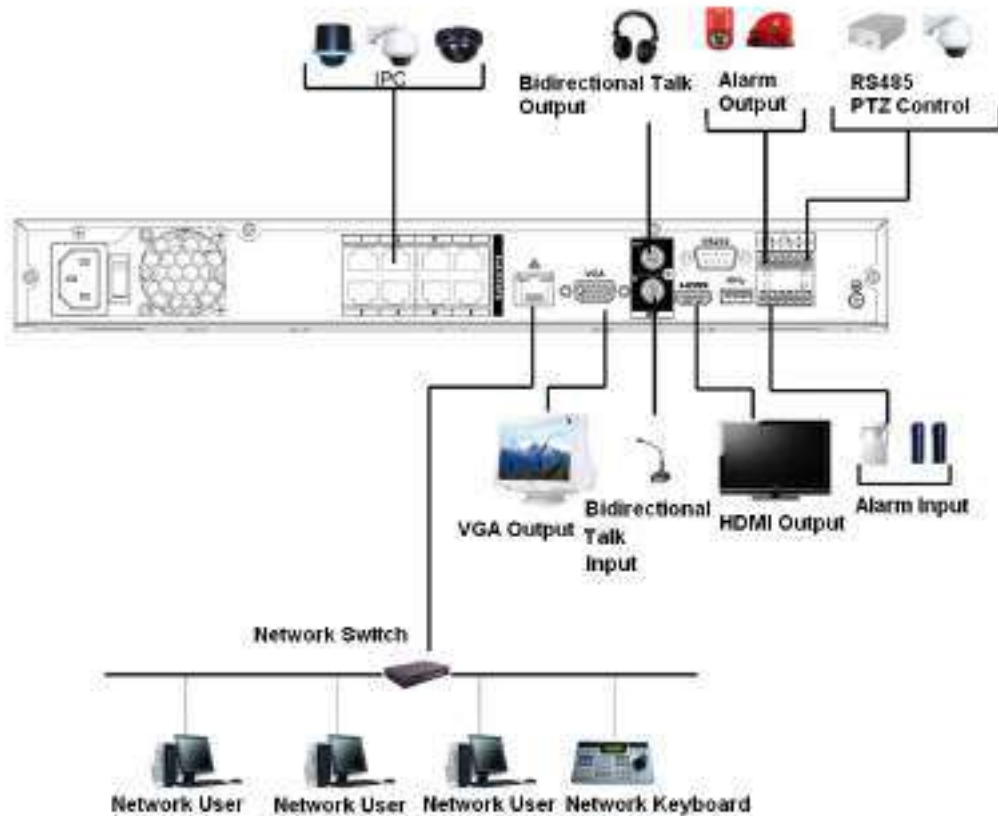 IPC
Bidirectional Talk
Output
Alarm
Output
RS485
PTZ Control
VGA
HDMI
VGA Output
Bidirectional
Talk
Input
HDMI Output
Alarm Input
Network Switch
Network User
Network User
Network User
Network Keyboard